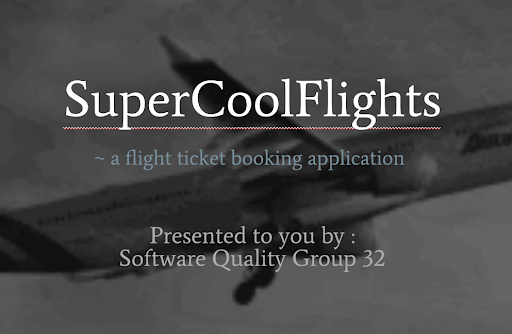 SuperCoolFlights
~ a flight ticket booking application
Presented to you by :
Software Quality Group 32